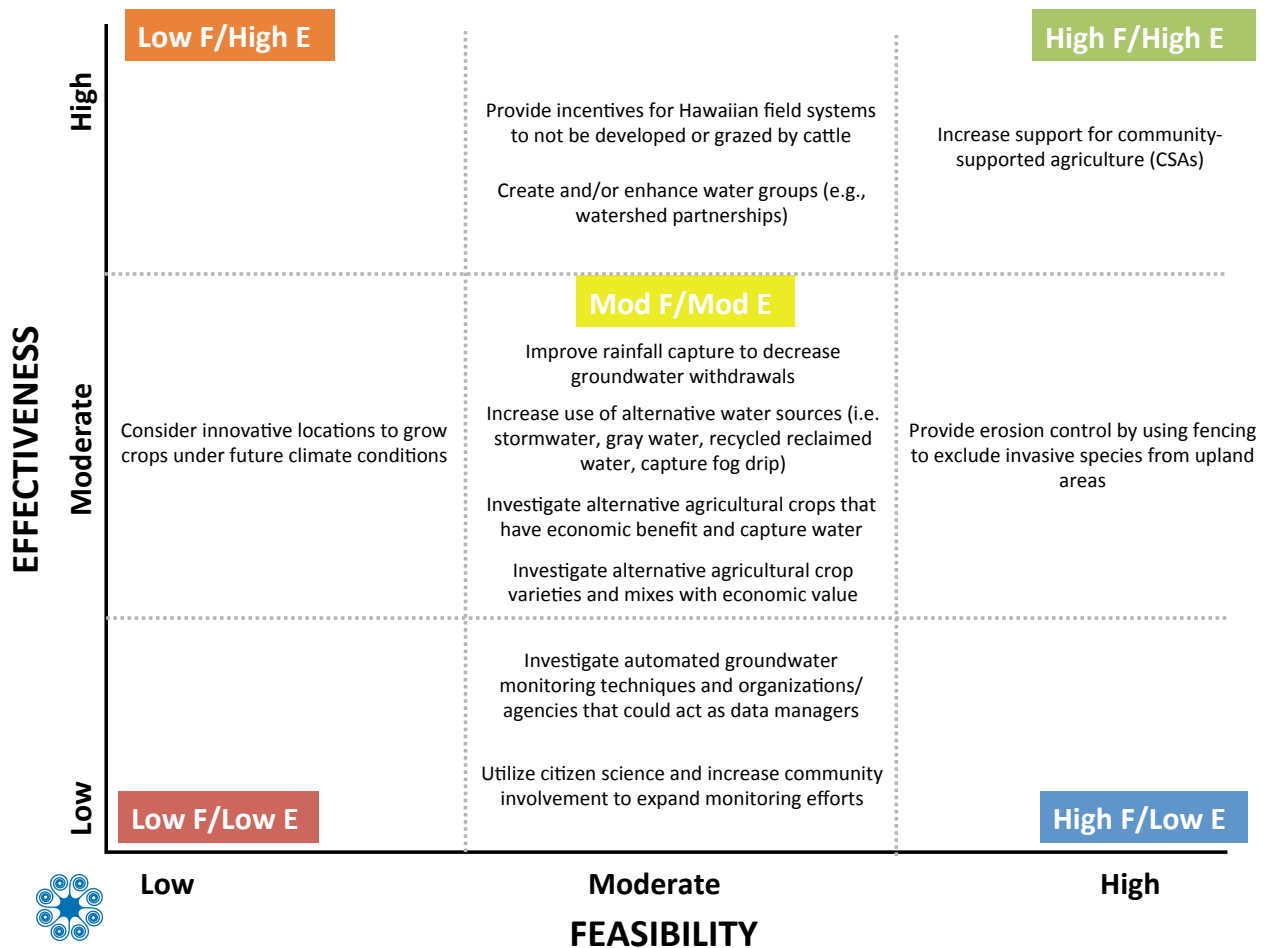 Low F/High E
High F/High E
High
Provide incentives for Hawaiian field systems
to not be developed or grazed by cattle
Create and/or enhance water groups (e.g.,
watershed partnerships)
Increase support for community-
supported agriculture (CSAs)
EFFECTIVENESS
Moderate
Mod F/Mod E
Consider innovative locations to grow
crops under future climate conditions
Improve rainfall capture to decrease
groundwater withdrawals
Increase use of alternative water sources (i.e.
stormwater, gray water, recycled reclaimed
water, capture fog drip)
Investigate alternative agricultural crops that
have economic benefit and capture water
Investigate alternative agricultural crop
varieties and mixes with economic value
Provide erosion control by using fencing
to exclude invasive species from upland
areas
Low
Investigate automated groundwater
monitoring techniques and organizations/
agencies that could act as data managers
Utilize citizen science and increase community
involvement to expand monitoring efforts
Low F/Low E
High F/Low E
Low
Moderate
High
FEASIBILITY